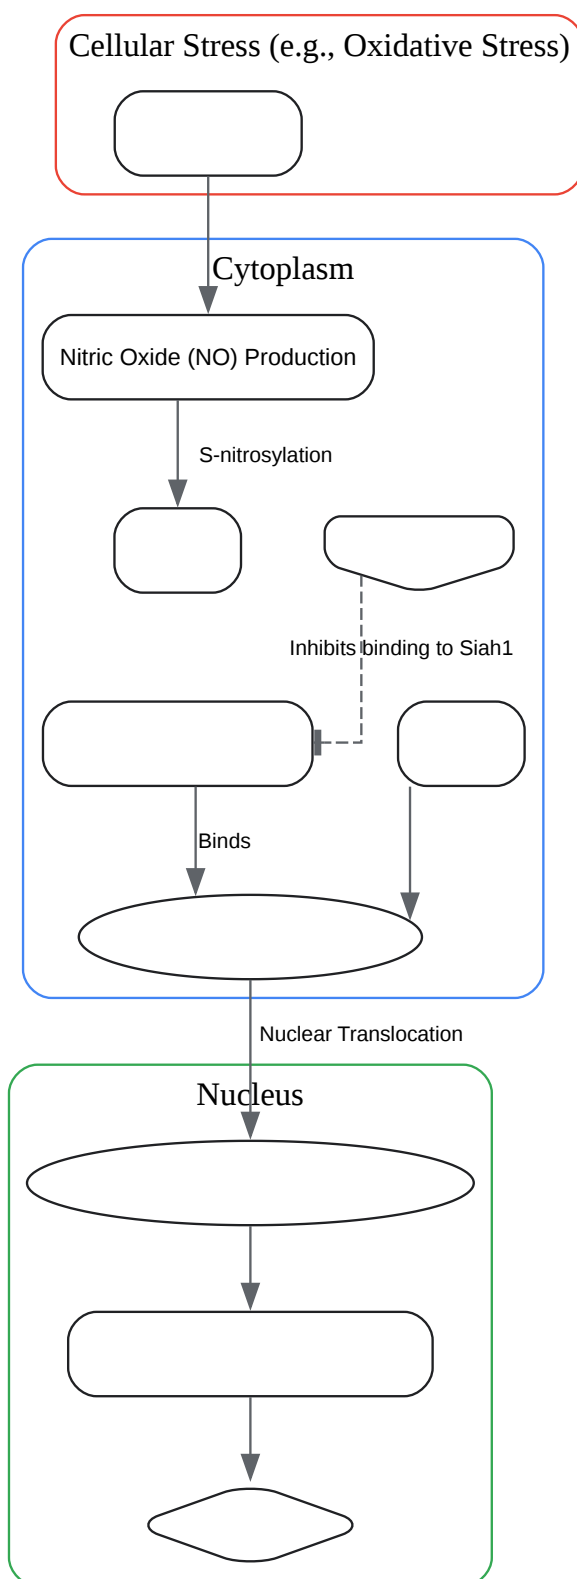 Cellular Stress (e.g., Oxidative Stress)
Cytoplasm
Nitric Oxide (NO) Production
S-nitrosylation
Inhibits binding to Siah1
Binds
Nuclear Translocation
Nucleus